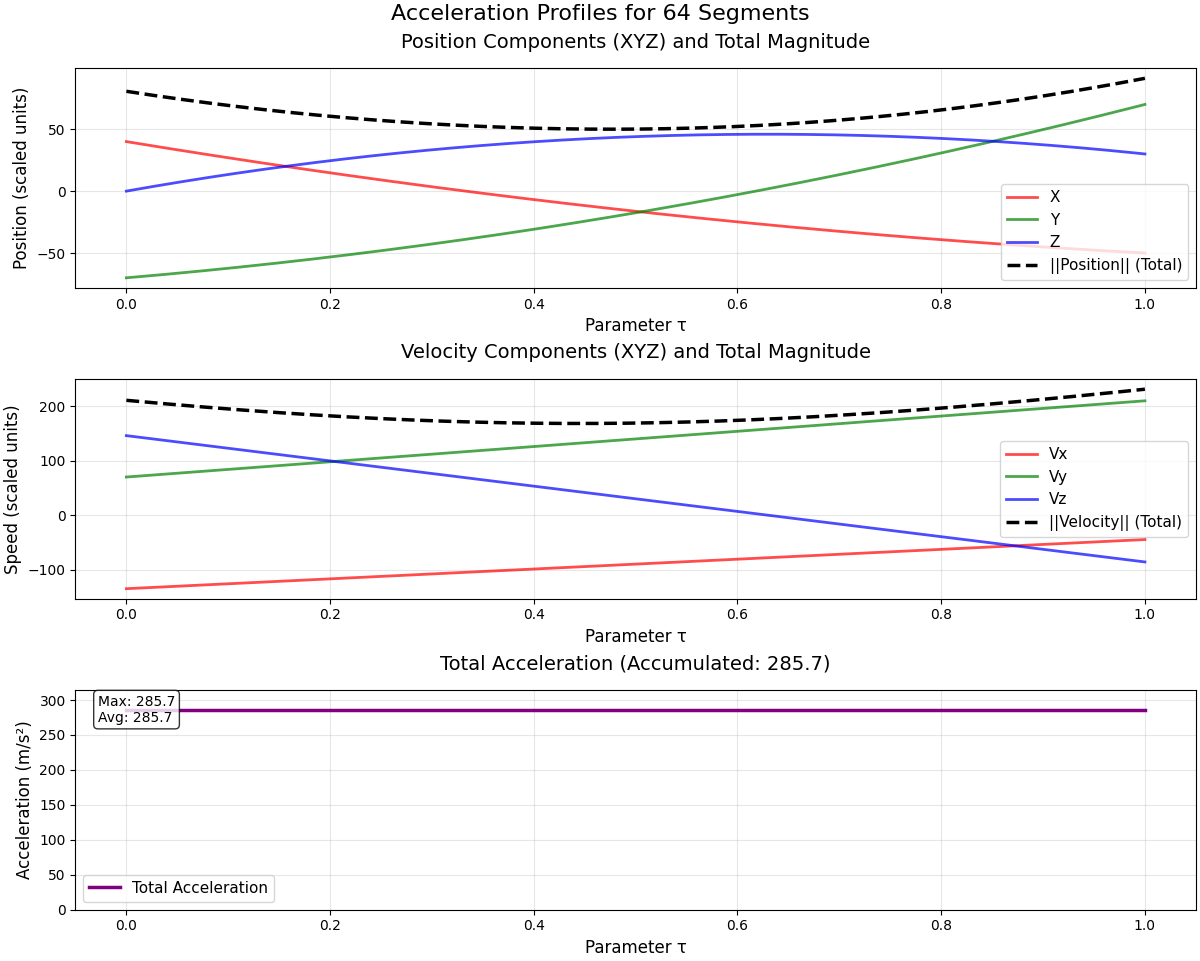 Acceleration Profiles for 64 Segments
Position Components (XYZ) and Total Magnitude
Position (scaled units)
50
0
−50
X
Y
Z
||Position|| (Total)
0.0 0.2 0.4 0.6 0.8 1.0
Parameter τ
Velocity Components (XYZ) and Total Magnitude
Speed (scaled units)
200
100
0
−100
Vx
Vy
Vz
||Velocity|| (Total)
0.0 0.2 0.4 0.6 0.8 1.0
Parameter τ
Total Acceleration (Accumulated: 285.7)
Acceleration (m/s²)
300
250
200
150
100
50
0
Max: 285.7
Avg: 285.7
Total Acceleration
0.0 0.2 0.4 0.6 0.8 1.0
Parameter τ